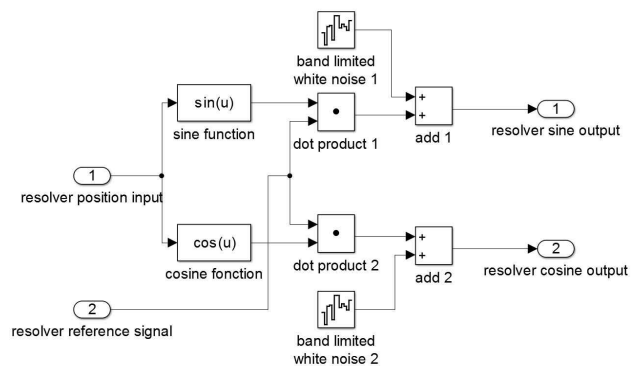 band limited
white noise 1
sin(u)
sine function
dot product 1
+
+
add 1
1
resolver sine output
1
resolver position input
cos(u)
cosine fonction
dot product 2
+
+
add 2
2
resolver cosine output
2
resolver reference signal
band limited
white noise 2